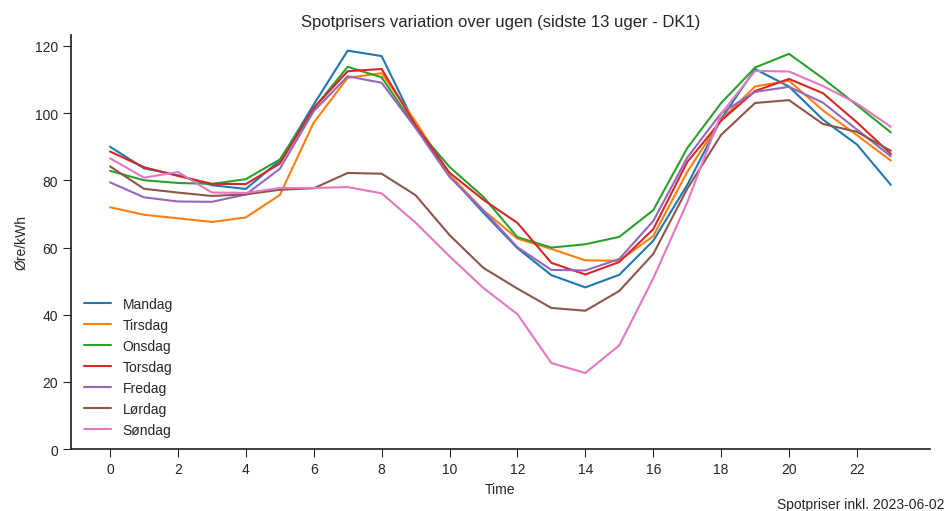 Spotprisers variation over ugen (sidste 13 uger - DK1)
120
100
80
60
40
20
0
Øre/kWh
Mandag
Tirsdag
Onsdag
Torsdag
Fredag
Lørdag
Søndag
0 2 4 6 8 10 12 14 16 18 20 22
Time
Spotpriser inkl. 2023-06-02